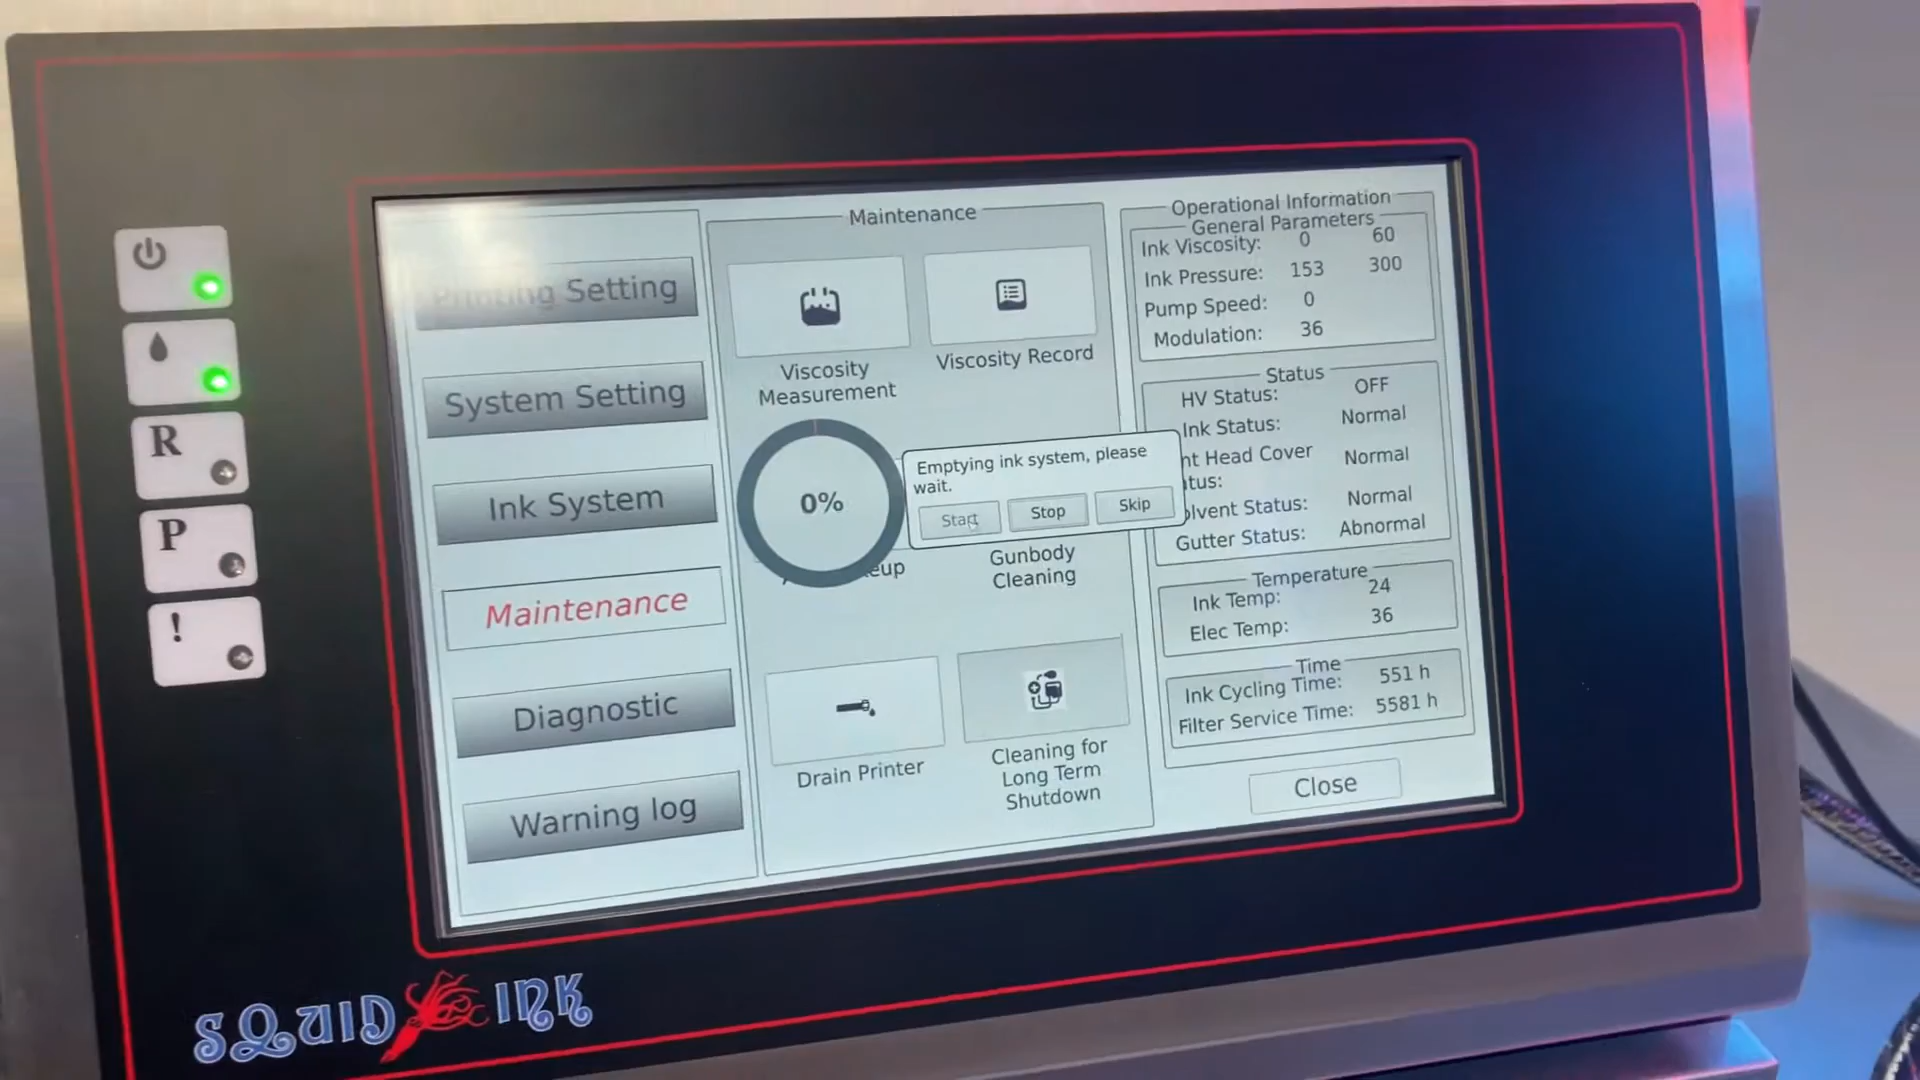 R
P
!
Printing Setting
System Setting
Ink System
Maintenance
Diagnostic
Warning log
Maintenance
Viscosity
Measurement
Viscosity Record
0%
Emptying ink system, please
wait.
Start
Stop
Skip
Gunbody
Cleaning
Drain Printer
Cleaning for
Long Term
Shutdown
Operational Information
General Parameters
Ink Viscosity: 0 60
Ink Pressure: 153 300
Pump Speed: 0
Modulation: 36
Status
HV Status: OFF
Ink Status: Normal
nt Head Cover
tus: Normal
olvent Status: Normal
Gutter Status: Abnormal
Temperature
Ink Temp: 24
Elec Temp: 36
Time
Ink Cycling Time: 551 h
Filter Service Time: 5581 h
Close
SQUID INK